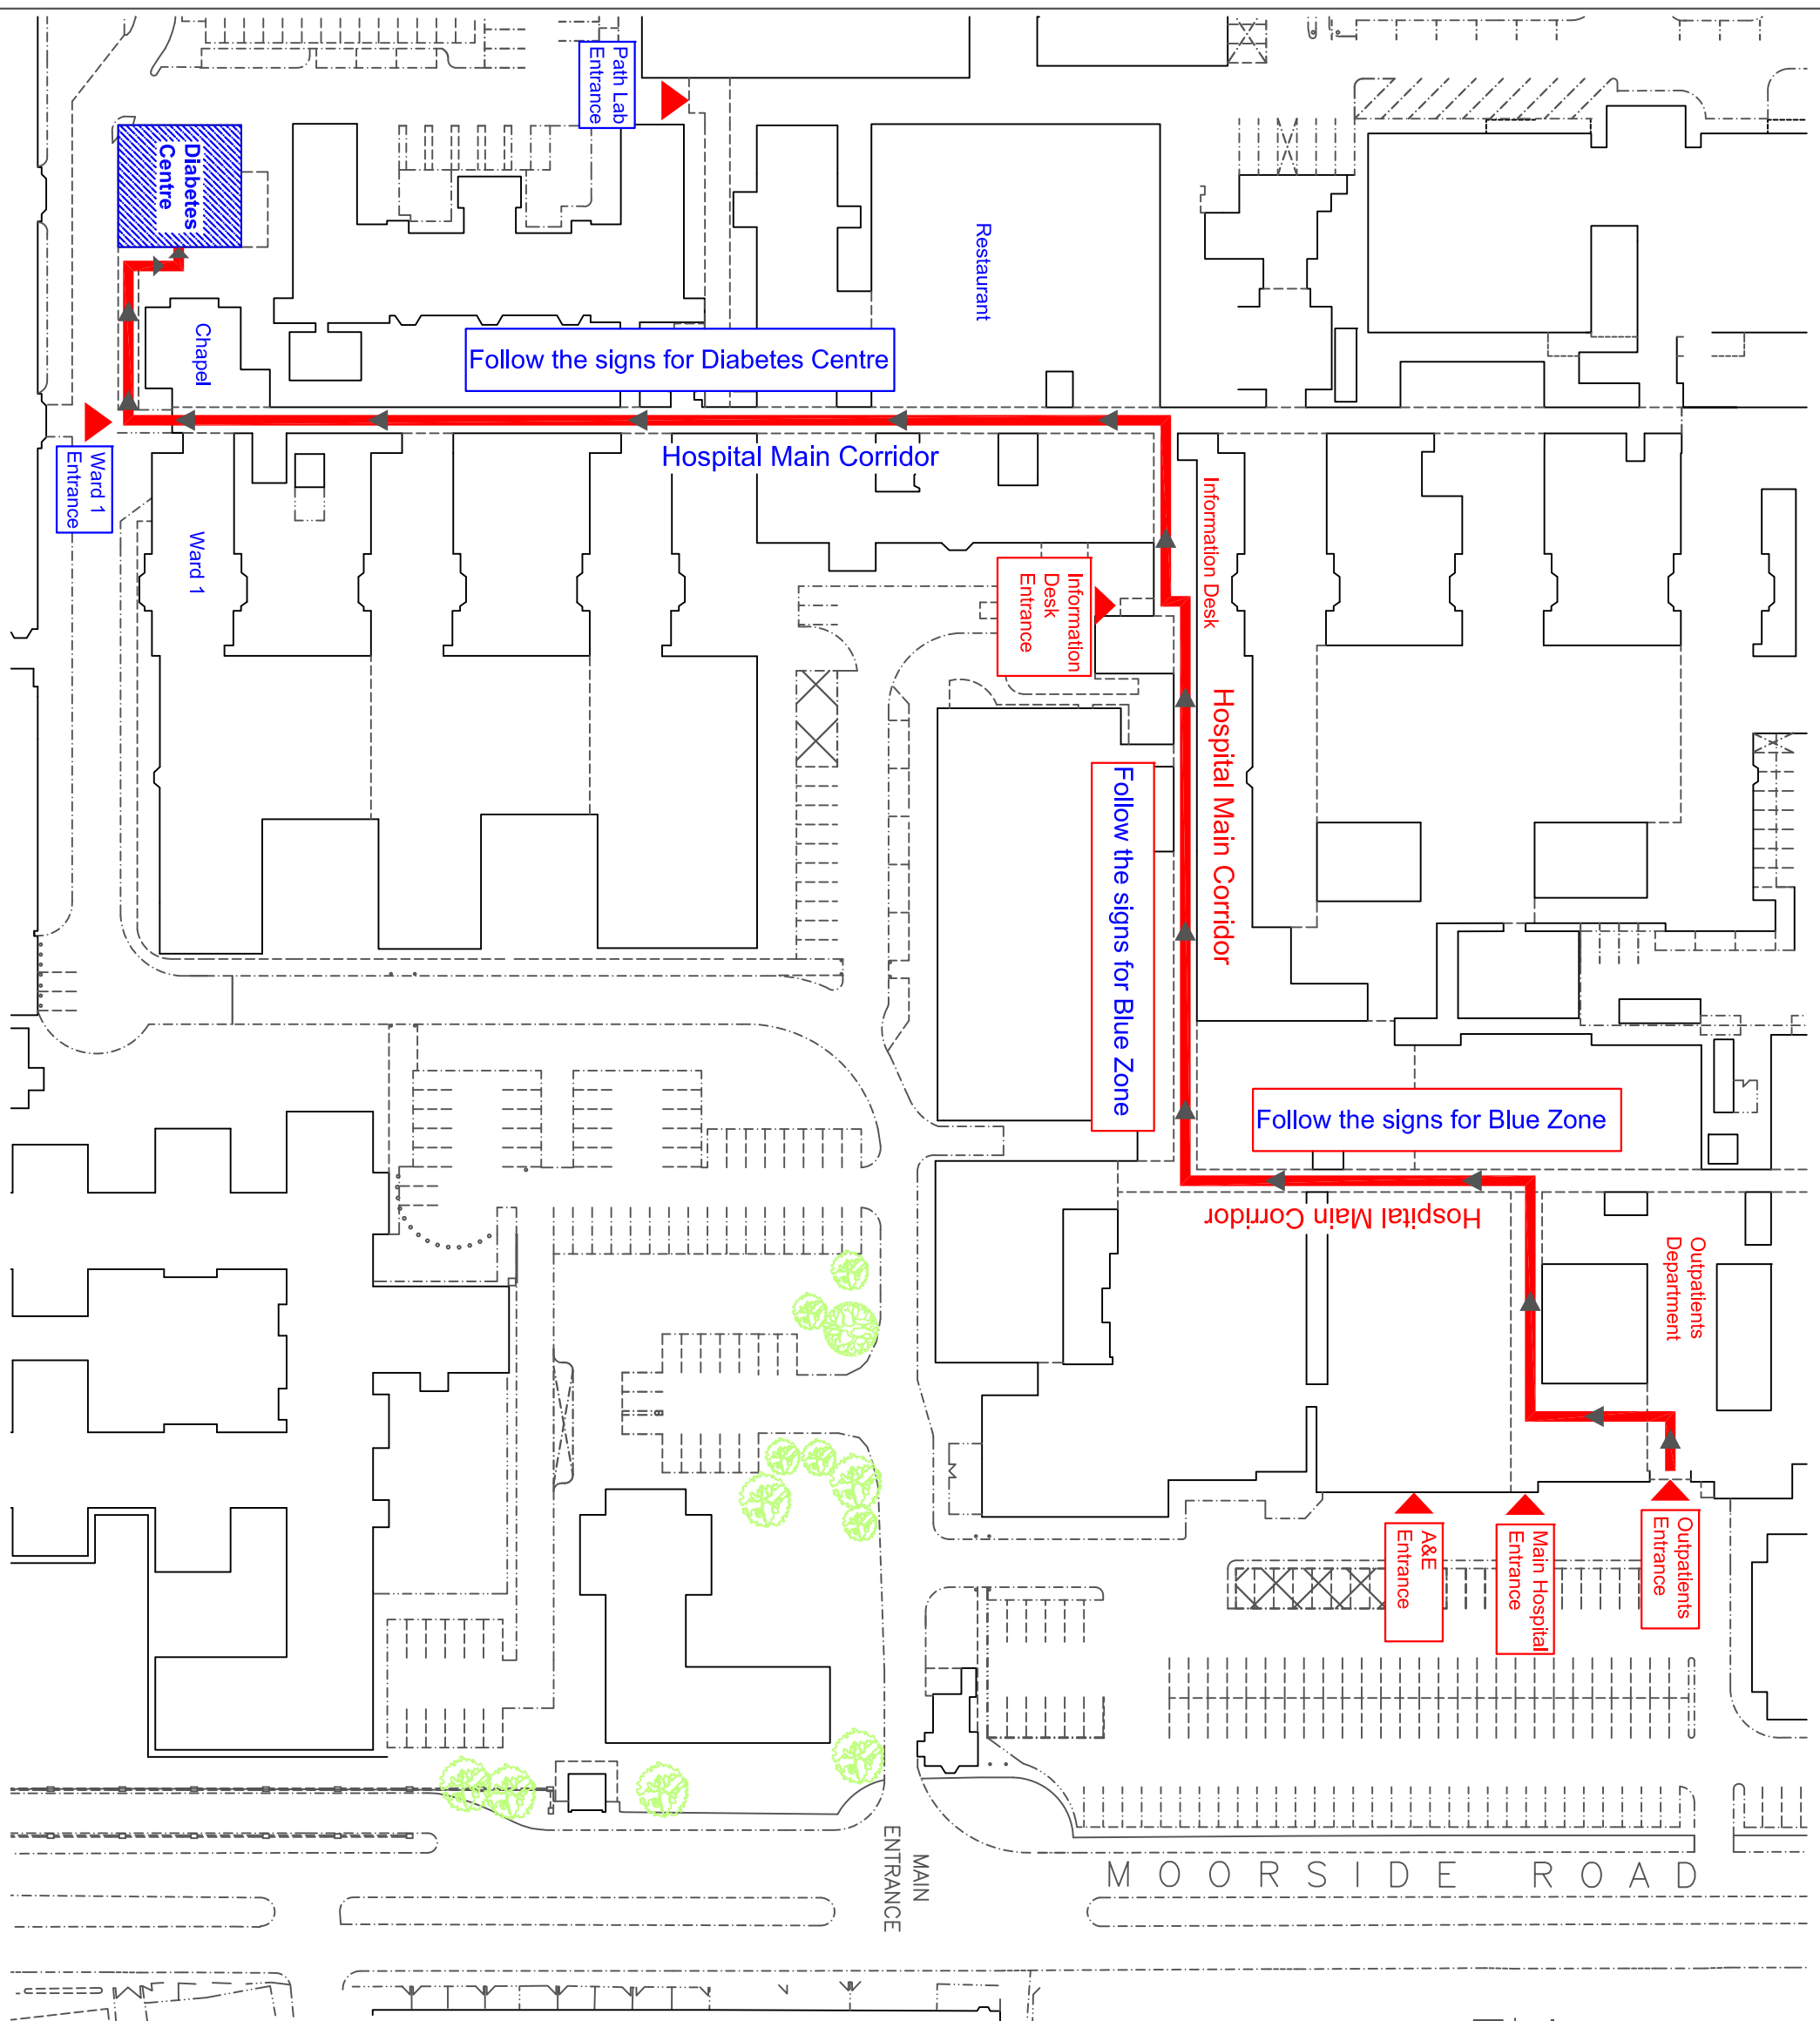 Path Lab
Entrance
Diabetes
Centre
Restaurant
Chapel
Follow the signs for Diabetes Centre
Hospital Main Corridor
Ward 1
Entrance
Ward 1
Information Desk
Information
Desk
Entrance
Hospital Main Corridor
Follow the signs for Blue Zone
Follow the signs for Blue Zone
Hospital Main Corridor
Outpatients
Department
A&E
Entrance
Main Hospital
Entrance
Outpatients
Entrance
MAIN
ENTRANCE
MOORSIDE ROAD